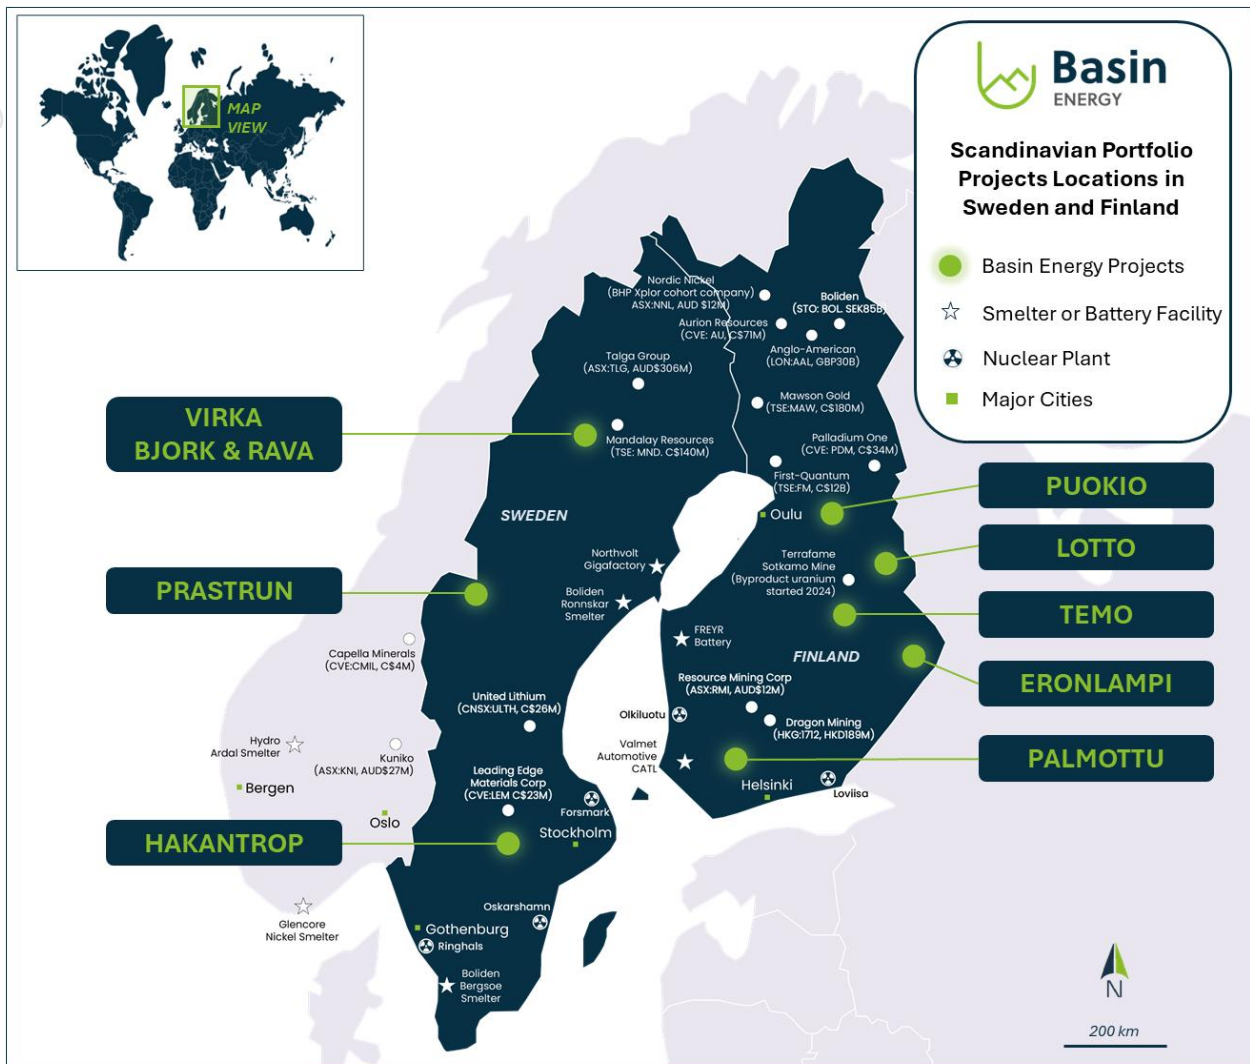 MAP
VIEW
Basin
ENERGY
Scandinavian Portfolio
Projects Locations in
Sweden and Finland
Basin Energy Projects
Smelter or Battery Facility
Nuclear Plant
Major Cities
Nordic Nickel
(BHP Xplor cohort company)
ASX:NNL, AUD $12M)
Boliden
(STO: BOL. SEK85B)
Aurion Resources
(CVE: AU, C$71M)
Anglo-American
(LON:AAL, GBP30B)
Talga Group
(ASX:TLG, AUD$306M)
Mawson Gold
(TSE:MAW, C$180M)
VIRKA
BJORK & RAVA
Mandalay Resources
(TSE: MND. C$140M)
Palladium One
(CVE: PDM, C$34M)
First-Quantum
(TSE:FM, C$12B)
PUOKIO
SWEDEN
Oulu
LOTTO
Northvolt
Gigafactory
Terrafame
Sotkamo Mine
(Byproduct uranium
started 2024)
PRASTRUN
Boliden
Ronnskar
Smelter
TEMO
FREYR
Battery
FINLAND
Capella Minerals
(CVE:CMIL, C$4M)
Resource Mining Corp
(ASX:RMI, AUD$12M)
ERONLAMPI
United Lithium
(CNSX:ULTH, C$26M)
Olkiluotu
Dragon Mining
(HKG:1712, HKD189M)
Hydro
Ardal Smelter
Kuniko
(ASX:KNI, AUD$27M)
Valmet
Automotive
CATL
PALMOTTU
Bergen
Leading Edge
Materials Corp
(CVE:LEM C$23M)
Helsinki
Loviisa
Forsmark
Oslo
Stockholm
HAKANTROP
Oskarshamn
Glencore
Nickel Smelter
Gothenburg
Ringhals
Boliden
Bergsoe
Smelter
N
200 km